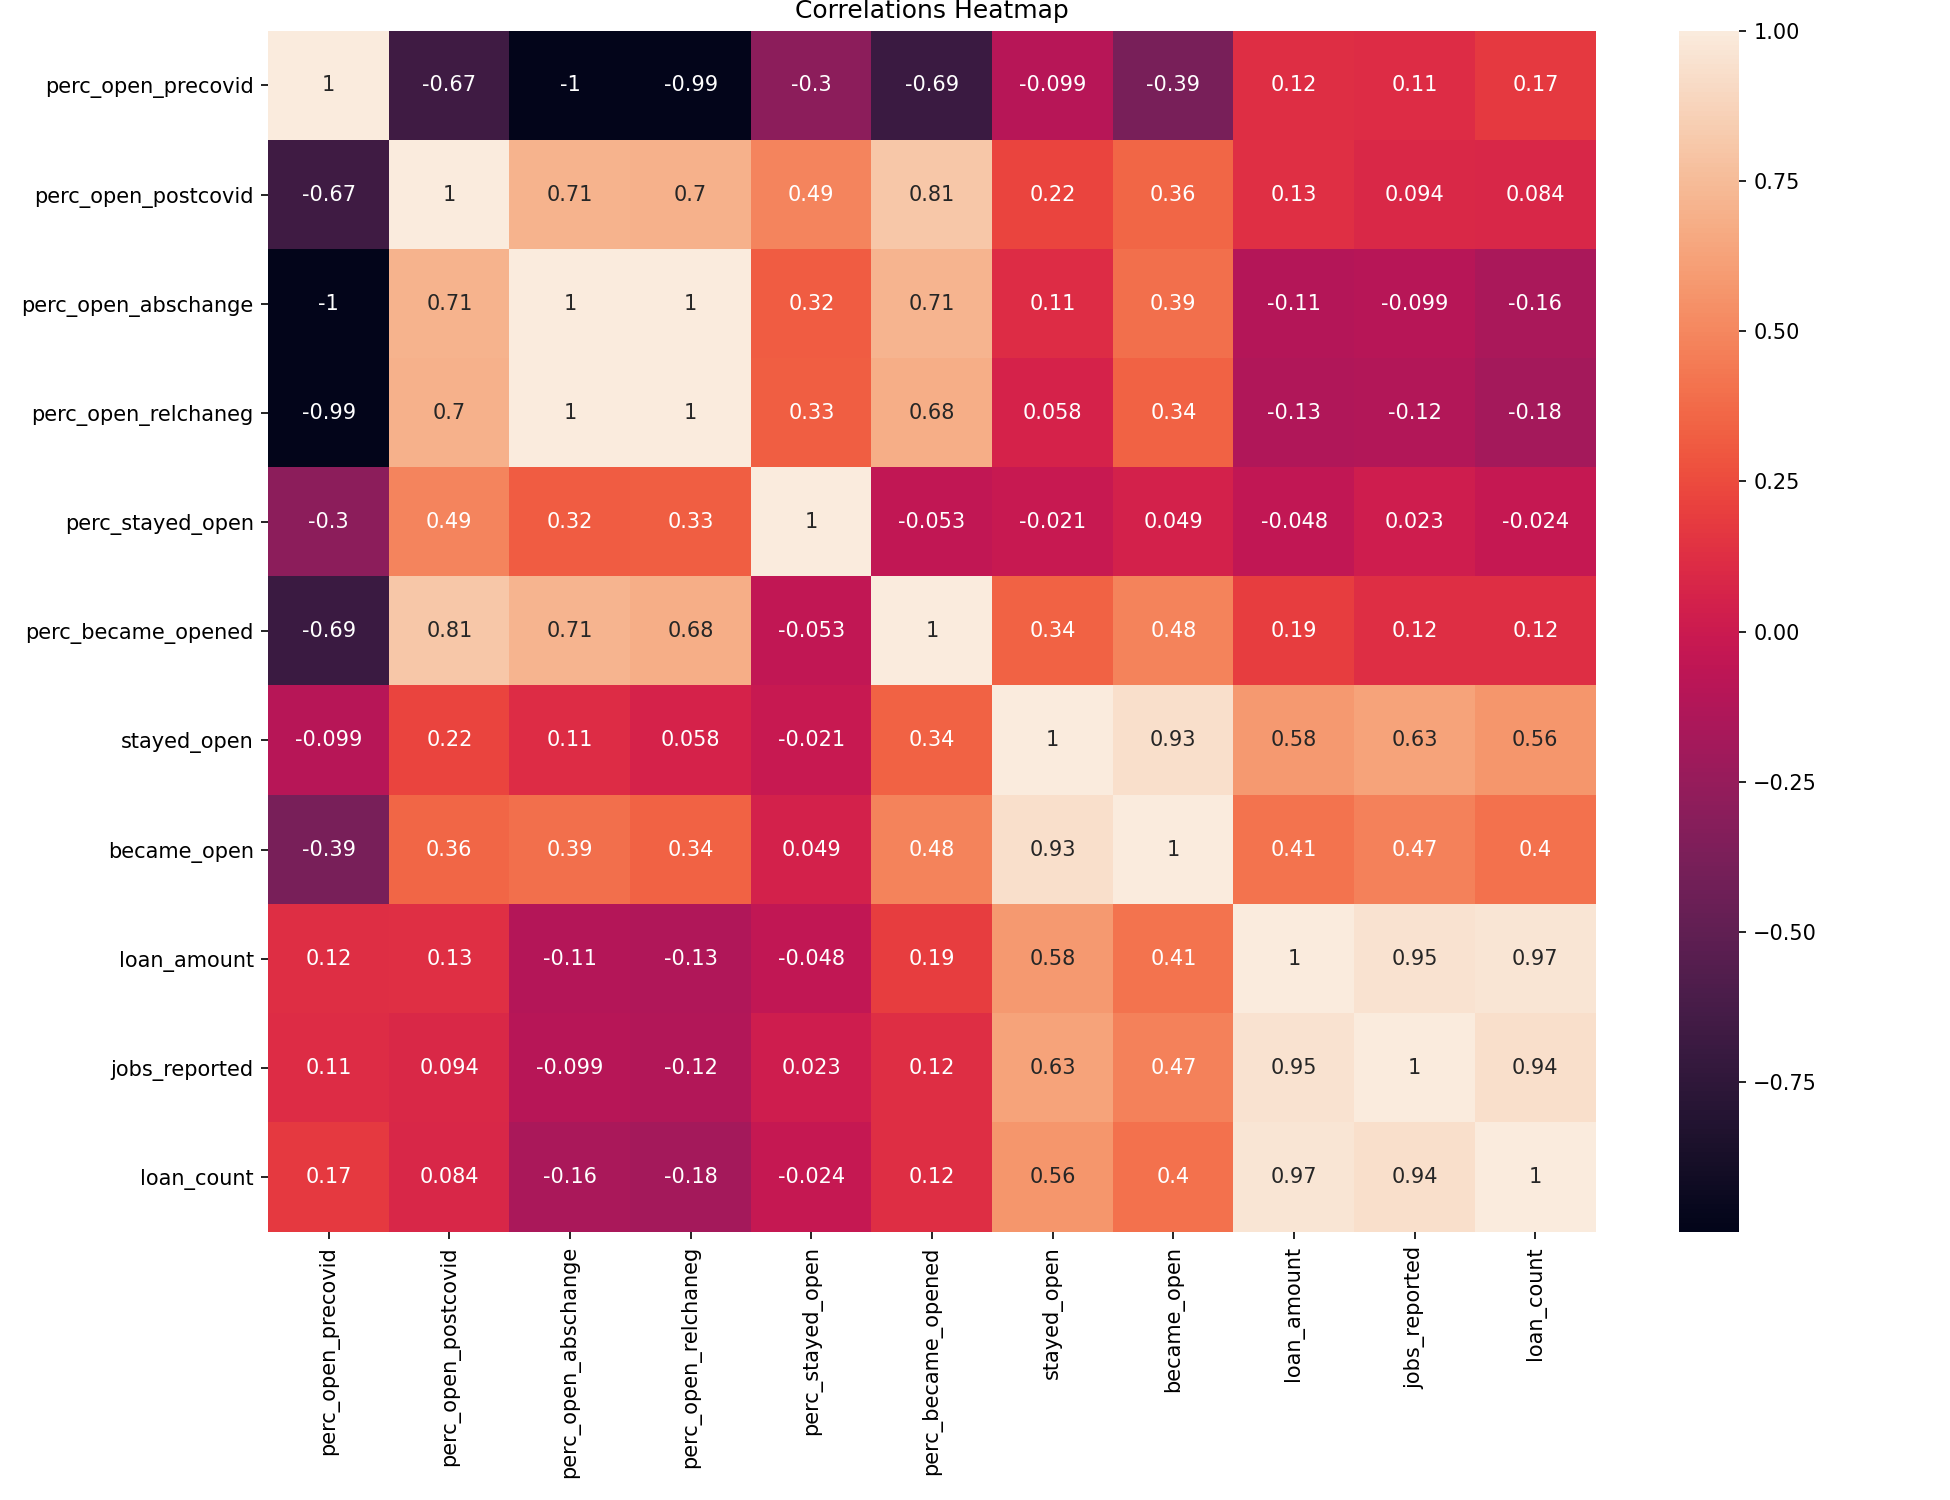 Correlations Heatmap
perc_open_precovid 1 -0.67 -1 -0.99 -0.3 -0.69 -0.099 -0.39 0.12 0.11 0.17
perc_open_postcovid -0.67 1 0.71 0.7 0.49 0.81 0.22 0.36 0.13 0.094 0.084
perc_open_abschange -1 0.71 1 1 0.32 0.71 0.11 0.39 -0.11 -0.099 -0.16
perc_open_relchaneg -0.99 0.7 1 1 0.33 0.68 0.058 0.34 -0.13 -0.12 -0.18
perc_stayed_open -0.3 0.49 0.32 0.33 1 -0.053 -0.021 0.049 -0.048 0.023 -0.024
perc_became_opened -0.69 0.81 0.71 0.68 -0.053 1 0.34 0.48 0.19 0.12 0.12
stayed_open -0.099 0.22 0.11 0.058 -0.021 0.34 1 0.93 0.58 0.63 0.56
became_open -0.39 0.36 0.39 0.34 0.049 0.48 0.93 1 0.41 0.47 0.4
loan_amount 0.12 0.13 -0.11 -0.13 -0.048 0.19 0.58 0.41 1 0.95 0.97
jobs_reported 0.11 0.094 -0.099 -0.12 0.023 0.12 0.63 0.47 0.95 1 0.94
loan_count 0.17 0.084 -0.16 -0.18 -0.024 0.12 0.56 0.4 0.97 0.94 1
perc_open_precovid
perc_open_postcovid
perc_open_abschange
perc_open_relchaneg
perc_stayed_open
perc_became_opened
stayed_open
became_open
loan_amount
jobs_reported
loan_count
1.00
0.75
0.50
0.25
0.00
−0.25
−0.50
−0.75